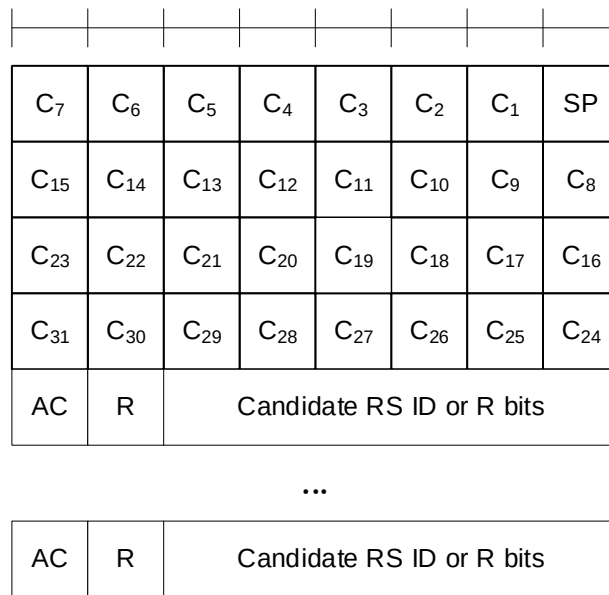 C₇ C₆ C₅ C₄ C₃ C₂ C₁ SP
C₁₅ C₁₄ C₁₃ C₁₂ C₁₁ C₁₀ C₉ C₈
C₂₃ C₂₂ C₂₁ C₂₀ C₁₉ C₁₈ C₁₇ C₁₆
C₃₁ C₃₀ C₂₉ C₂₈ C₂₇ C₂₆ C₂₅ C₂₄
AC R Candidate RS ID or R bits
...
AC R Candidate RS ID or R bits